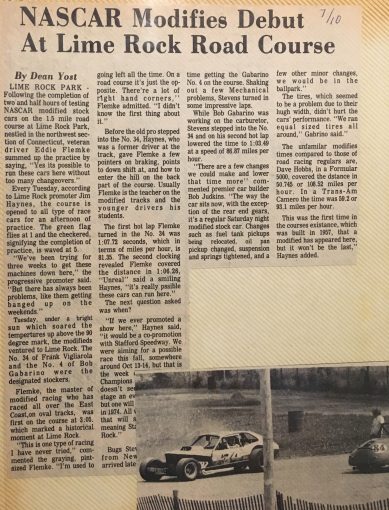 7/10
NASCAR Modifies Debut
At Lime Rock Road Course
By Dean Yost
LIME ROCK PARK -
Following the completion of
two and half hours of testing
NASCAR modified stock
cars on the 1.5 mile road
course at Lime Rock Park,
nestled in the northwest sec-
tion of Connecticut, veteran
driver Eddie Flemke
summed up the practice by
saying, "Yes its possible to
run these cars here without
too many changeovers."
Every Tuesday, according
to Lime Rock promoter Jim
Haynes, the course is
opened to all type of race
cars for an afternoon of
practice. The green flag
flies at 1 and the checkered,
signifying the completion of
practice, is waved at 5.
"We've been trying for
three weeks to get these
machines down here," the
progressive promoter said.
"But there has always been
problems, like them getting
hanged up on the
weekends."
Tuesday, under a bright
sun which soared the
tempertures up above the 90
degree mark, the modifieds
ventured to Lime Rock. The
No. 34 of Frank Vigliarola
and the No. 4 of Bob
Gabarino were the
designated stockers.
Flemke, the master of
modified racing who has
raced all over the East
Coast,on oval tracks, was
first on the course at 3:05,
which marked a historical
moment at Lime Rock.
"This is one type of racing
I have never tried," com-
mented the graying, pint-
sized Flemke. "I'm used to
going left all the time. On a
road course it's just the op-
posite. There're a lot of
right hand corners,"
Flemke admitted. "I didn't
know the first thing about
it."
Before the old pro stepped
into the No. 34, Haynes, who
was a former driver at the
track, gave Flemke a few
pointers on braking, points
to down shift at, and how to
enter the hill on the back
part of the course. Usually
Flemke is the teacher on the
modified tracks and the
younger drivers his
students.
The first hot lap Flemke
turned in the No. 34 was
1:07.72 seconds, which in
terms of miles per hour, is
81.35. The second clocking
revealed Flemke covered
the distance in 1:06.26,
"Unreal" said a smiling
Haynes, "it's really pssible
these cars can run here."
The next question asked
was when?
"If we ever promoted a
show here," Haynes said,
"it would be a co-promotion
with Stafford Speedway. We
were aiming for a possible
race this fall, somewhere
around Oct 13-14, but that is
the week
Champions
doesn't se
stage an ev
but one will
in 1974. All
that will
meaning Sta
Rock."
Bugs Stev
from New
arrived late
time getting the Gabarino
No. 4 on the course. Shaking
out a few Mechanical
problems, Stevens turned in
some impressive laps.
While Bob Gabarino was
working on the carburetor,
Stevens stepped into the No.
34 and on his second hot lap
lowered the time to 1:03.49
at a speed of 86.87 miles per
hour.
"There are a few changes
we could make and lower
that time more" com-
mented premier car builder
Bob Judkins. "The way the
car sits now, with the
exception of the rear end
gears, it's a regular Saturday night
modified stock car. Changes
such as fuel tank pickups
being relocated, oil pan
pickup changed, suspension
and springs tightened, and a
few other minor changes,
we would be in the
ballpark."
The tires, which seemed
to be a problem due to their
hugh width, didn't hurt the
cars' performance. "We ran
equal sized tires all
around," Gabrino said."
The unfamilar modifies
times compared to those of
road racing regulars are
Dave Hobbs, in a Formular
5000, covered the distance in
50.745 or 108.52 miles per
hour. In a Trans-Am
Camero the time was 59.2 or
93.1 miles per hour.
This was the first time in
the courses existance, which
was built in 1957, that a
modified has appeared here,
but it won't be the last,"
Haynes added.